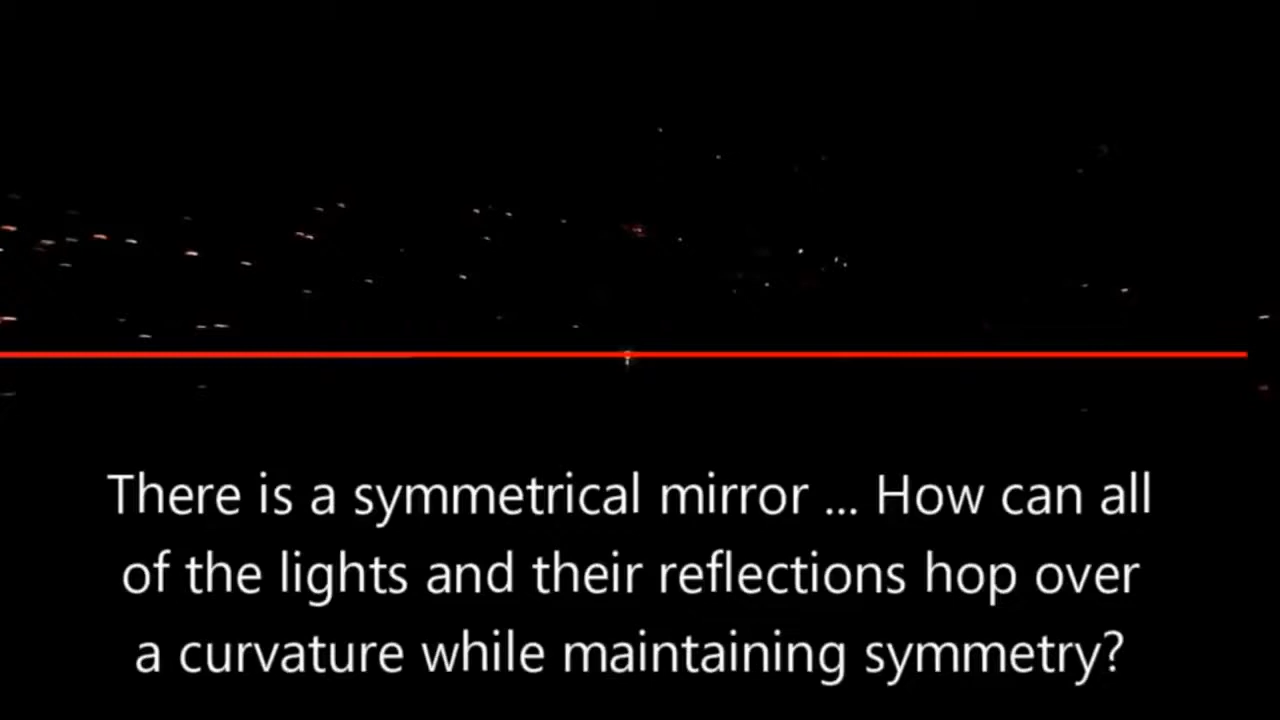 There is a symmetrical mirror ... How can all
of the lights and their reflections hop over
a curvature while maintaining symmetry?